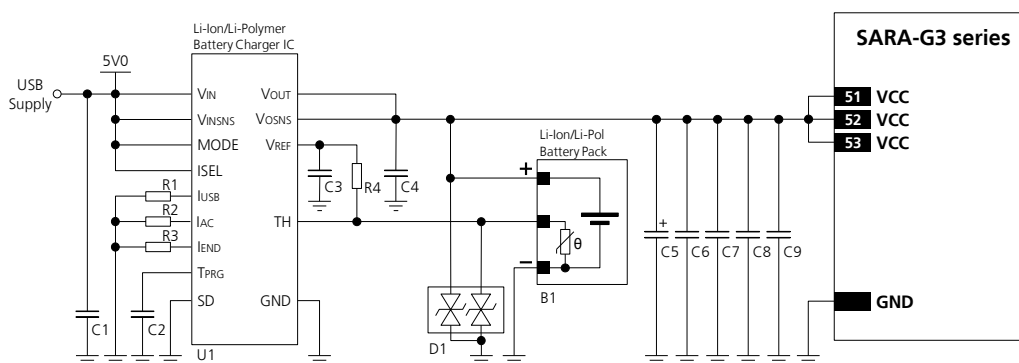 Li-Ion/Li-Polymer
Battery Charger IC
SARA-G3 series
5V0
USB
Supply
VIN
VINSNS
MODE
ISEL
IUSB
IAC
IEND
TPRG
SD
VOUT
VOSNS
VREF
TH
GND
R1
R2
R3
C1
C2
U1
C3
R4
C4
Li-Ion/Li-Pol
Battery Pack
+
θ
–
B1
D1
+
C5
C6
C7
C8
C9
51 VCC
52 VCC
53 VCC
GND